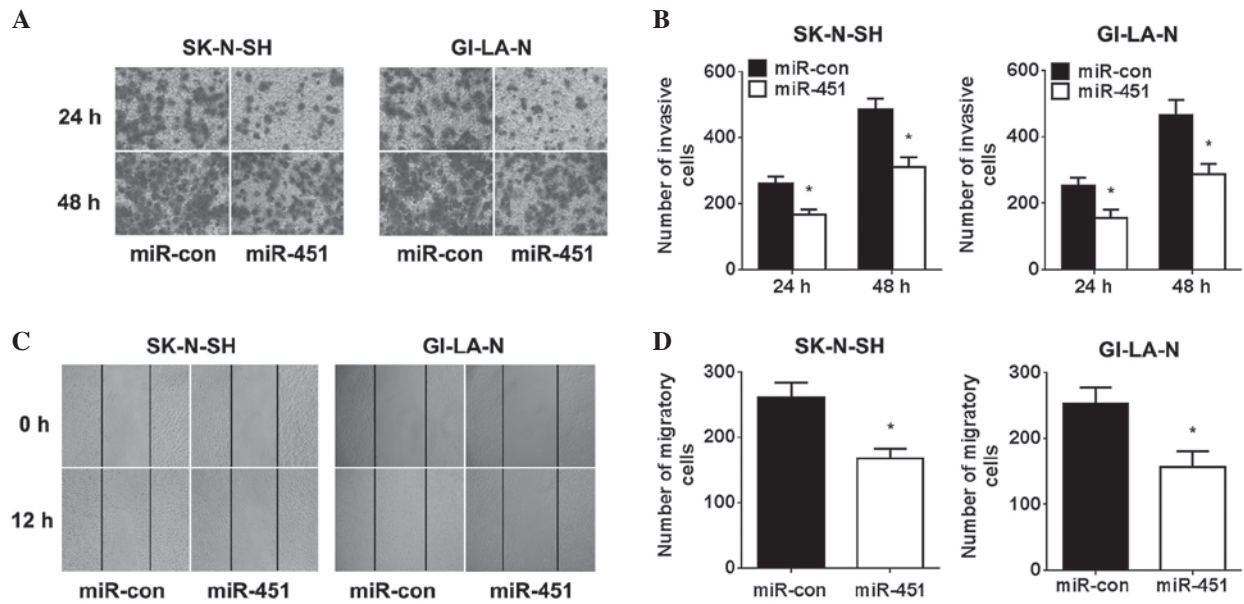 A
SK-N-SH
GI-LA-N
24 h
48 h
miR-con
miR-451
miR-con
miR-451
B
SK-N-SH
Number of invasive
cells
600
400
200
0
miR-con
miR-451
*
*
24 h
48 h
GI-LA-N
Number of invasive
cells
600
400
200
0
miR-con
miR-451
*
*
24 h
48 h
C
SK-N-SH
GI-LA-N
0 h
12 h
miR-con
miR-451
miR-con
miR-451
D
SK-N-SH
Number of migratory
cells
300
200
100
0
*
miR-con
miR-451
GI-LA-N
Number of migratory
cells
300
200
100
0
*
miR-con
miR-451